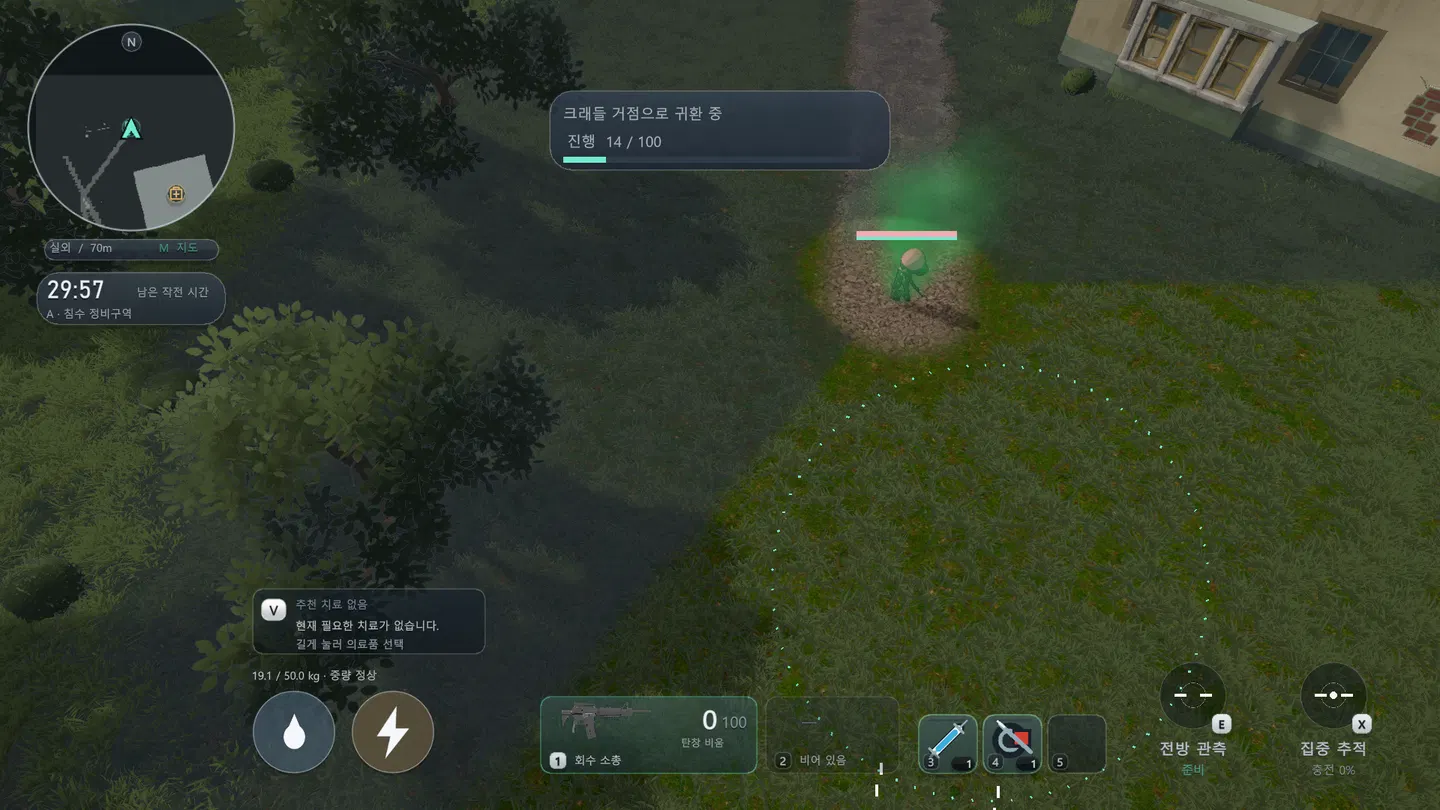 N
크래들 거점으로 귀환 중
진행 14 / 100
실외 / 70m M 지도
29:57 남은 작전 시간
A · 침수 정비구역
V 추천 치료 없음
현재 필요한 치료가 없습니다.
길게 눌러 의료품 선택
19.1 / 50.0 kg · 중량 정상
0 100
탄창 비움
1 회수 소총
2 비어 있음
3 1
4 1
5
E
전방 관측
준비
X
집중 추적
충전 0%